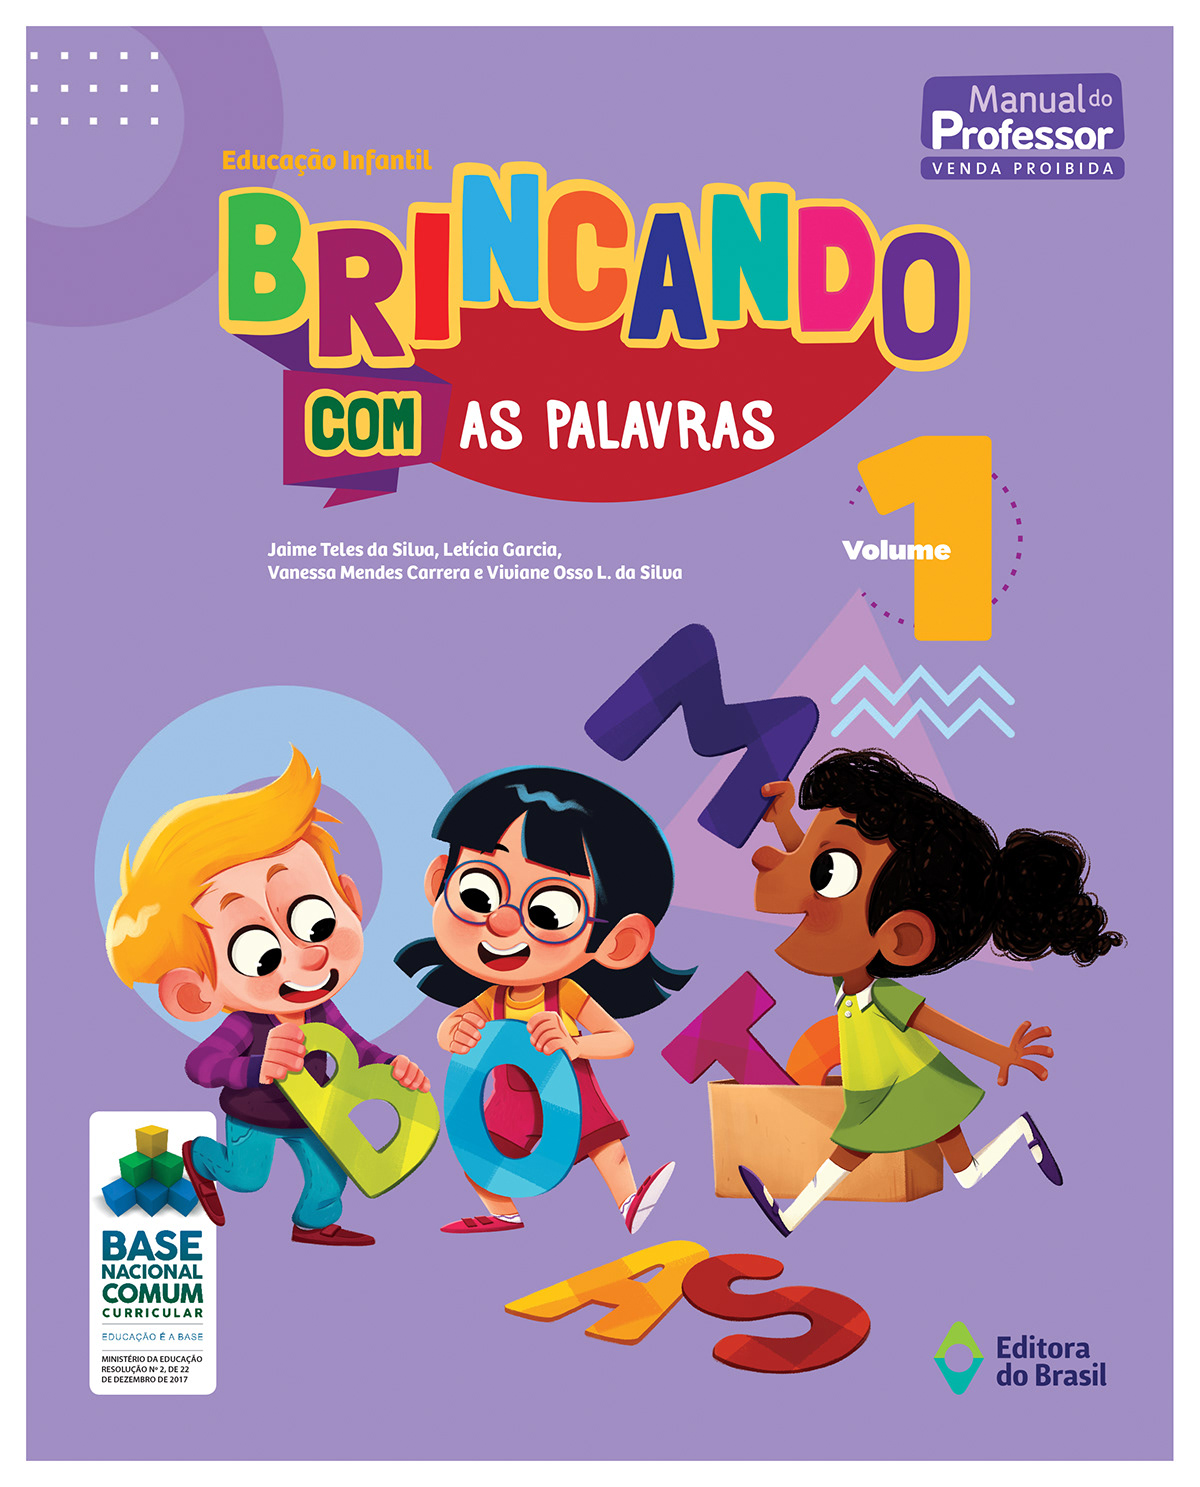 Manual do
Professor
VENDA PROIBIDA
Educação Infantil
BRINCANDO
COM AS PALAVRAS
Volume 1
Jaime Teles da Silva, Letícia Garcia,
Vanessa Mendes Carrera e Viviane Osso L. da Silva
M
B O T C
A S
BASE
NACIONAL
COMUM
CURRICULAR
EDUCAÇÃO É A BASE
MINISTÉRIO DA EDUCAÇÃO
RESOLUÇÃO Nº 2, DE 22
DE DEZEMBRO DE 2017
Editora
do Brasil